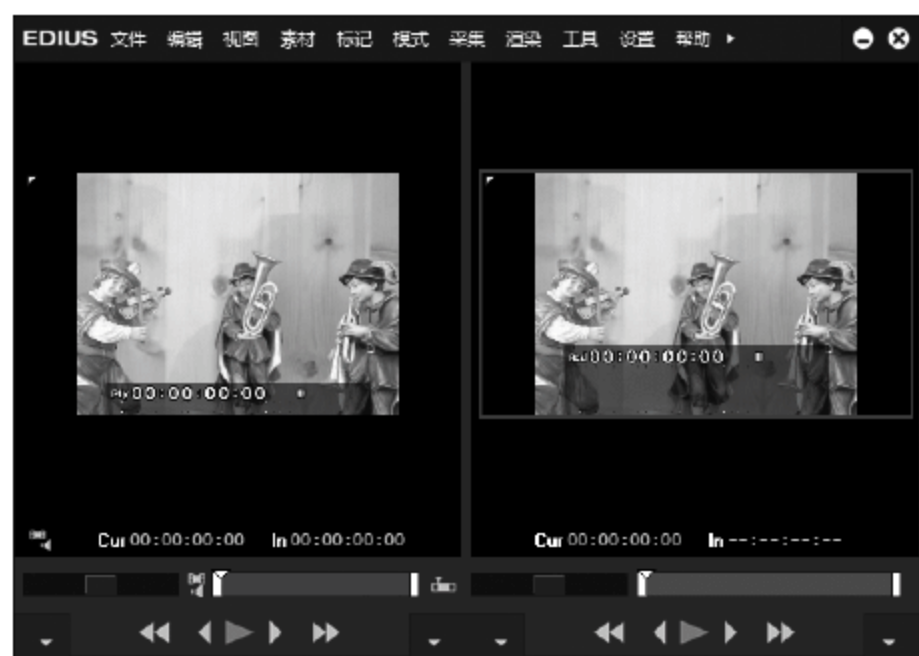 EDIUS 文件 编辑 视图 素材 标记 模式 采集 渲染 工具 设置 帮助
Ply 00:00:00:00
Rcd 00:00:00:00
Cur 00:00:00:00 In 00:00:00:00
Cur 00:00:00:00 In --:--:--:--